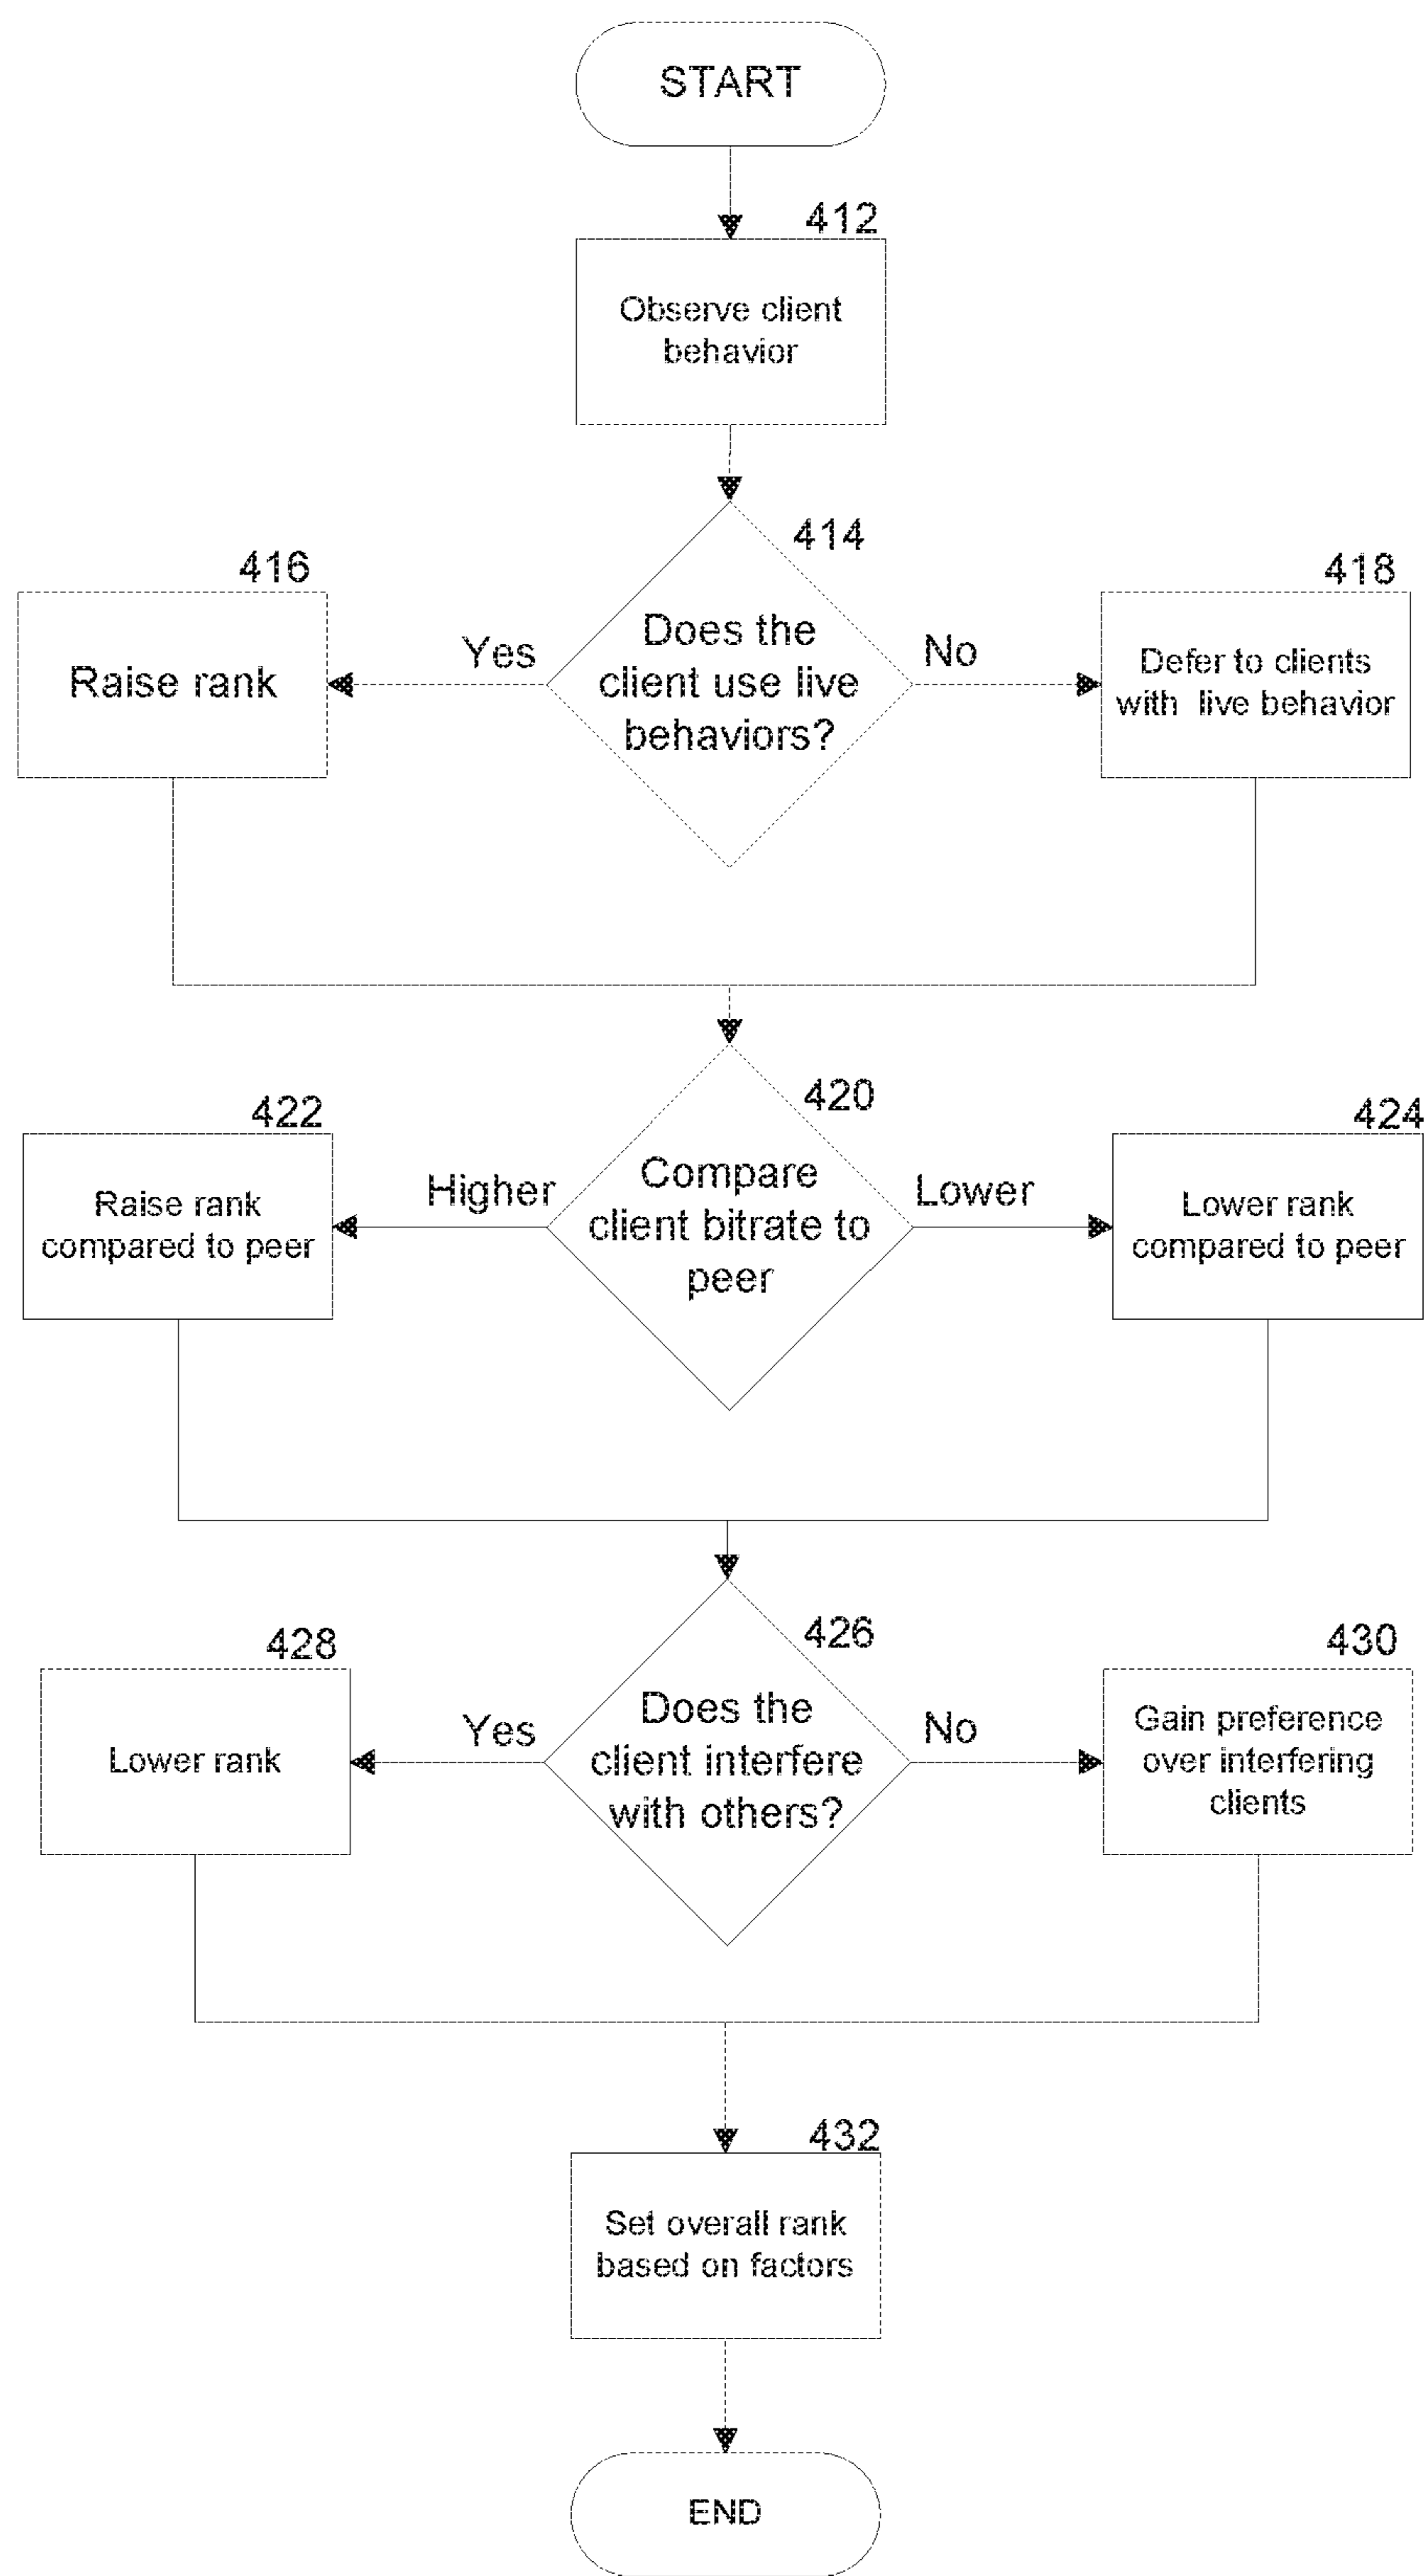 START
412
Observe client
behavior
414
416
418
Does the
client use live
behaviors?
Yes
No
Raise rank
Defer to clients
with live behavior
420
422
424
Compare
client bitrate to
peer
Higher
Lower
Raise rank
compared to peer
Lower rank
compared to peer
426
428
430
Does the
client interfere
with others?
Yes
No
Lower rank
Gain preference
over interfering
clients
432
Set overall rank
based on factors
END